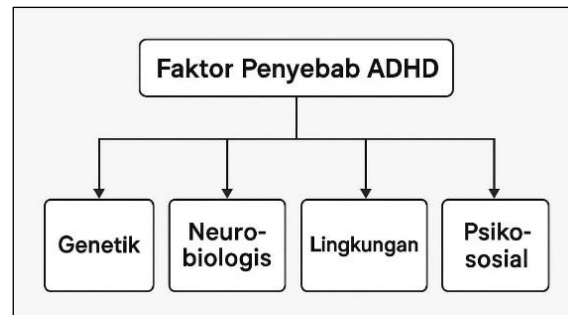 Faktor Penyebab ADHD
Genetik
Neuro-
biologis
Lingkungan
Psiko-
sosial